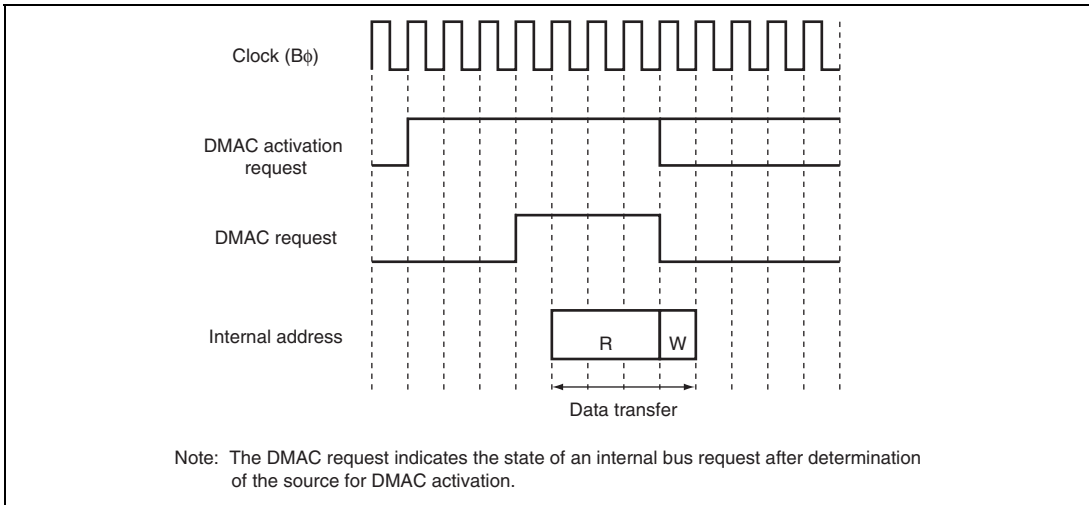 Clock (Bϕ)
DMAC activation
request
DMAC request
Internal address
R
W
Data transfer
Note: The DMAC request indicates the state of an internal bus request after determination
of the source for DMAC activation.